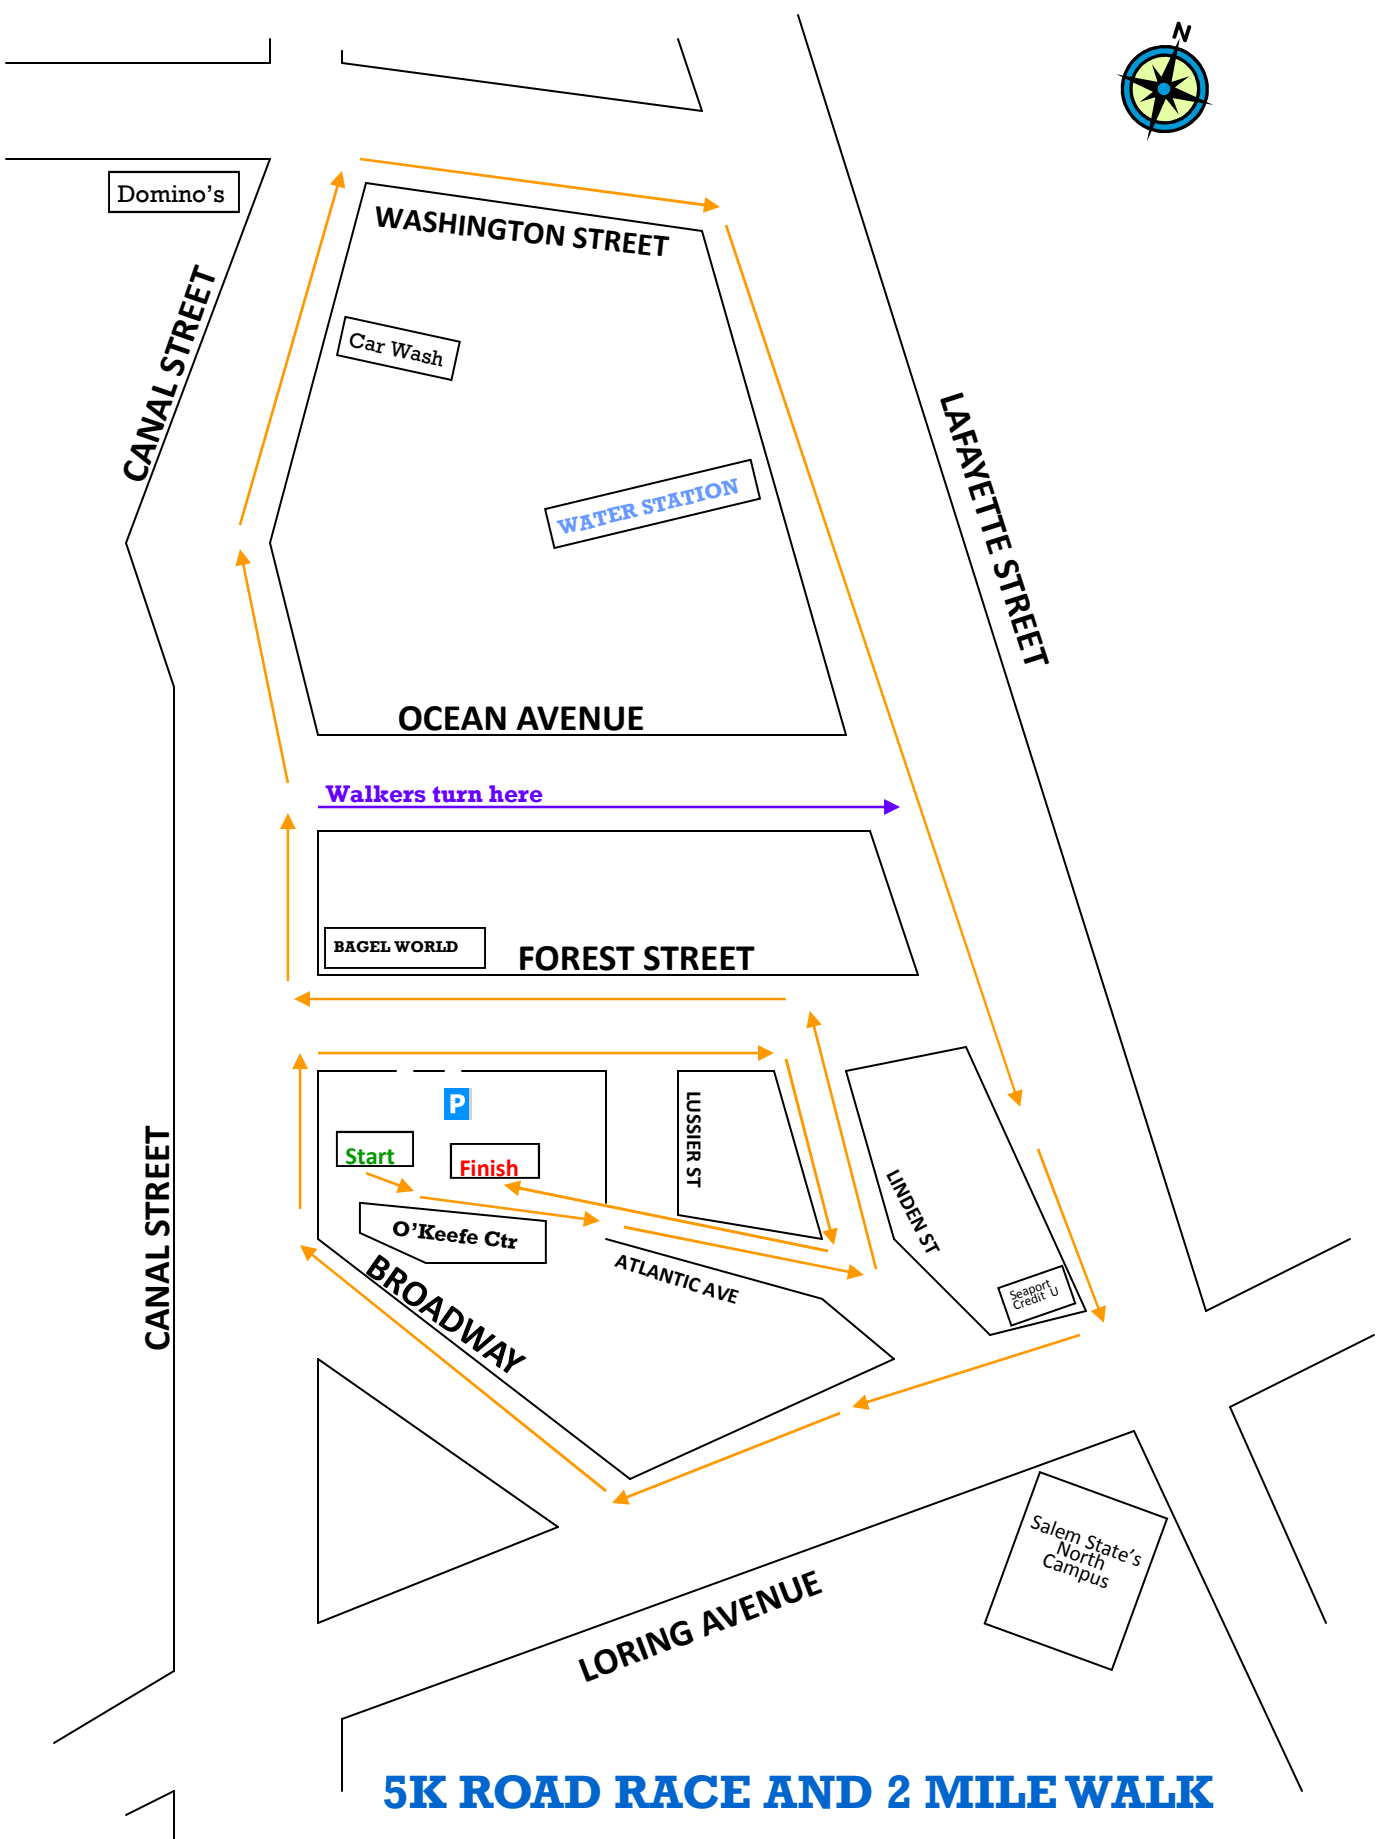 N
Domino's
WASHINGTON STREET
CANAL STREET
Car Wash
LAFAYETTE STREET
WATER STATION
OCEAN AVENUE
Walkers turn here
BAGEL WORLD
FOREST STREET
P
LUSSIER ST
Start
Finish
CANAL STREET
LINDEN ST
O'Keefe Ctr
ATLANTIC AVE
BROADWAY
Seaport
Credit U
Salem State's
North
Campus
LORING AVENUE
5K ROAD RACE AND 2 MILE WALK